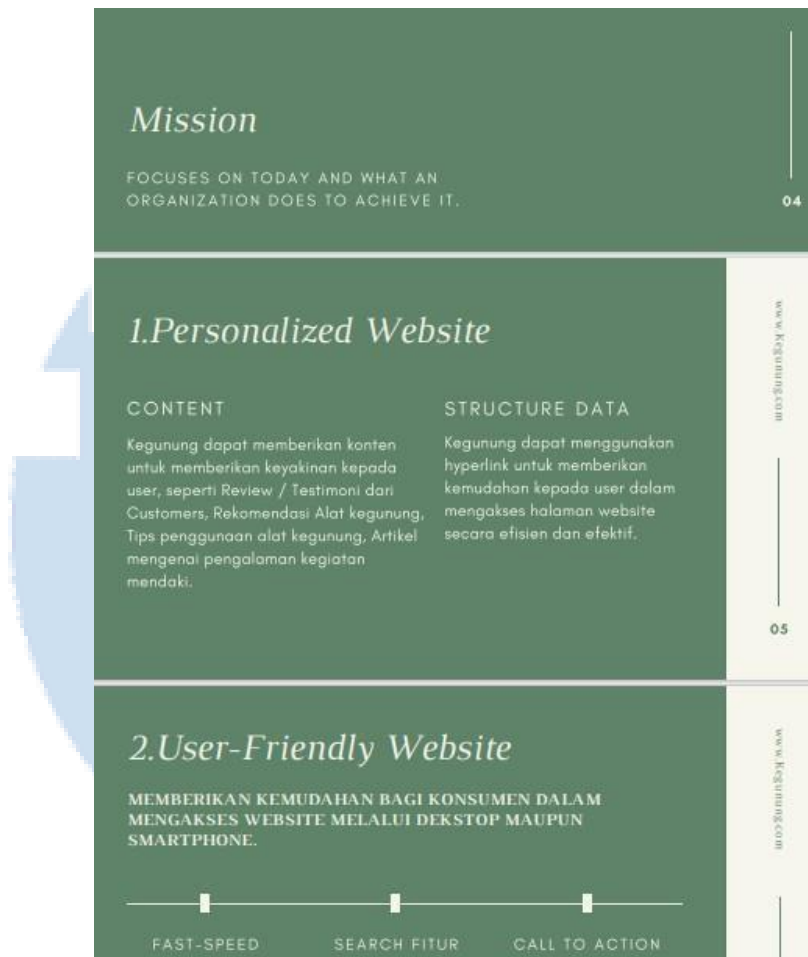 Mission
FOCUSES ON TODAY AND WHAT AN
ORGANIZATION DOES TO ACHIEVE IT.
04
1.Personalized Website
CONTENT
Kegunung dapat memberikan konten
untuk memberikan keyakinan kepada
user, seperti Review / Testimoni dari
Customers, Rekomendasi Alat kegunung,
Tips penggunaan alat kegunung, Artikel
mengenai pengalaman kegiatan
mendaki.
STRUCTURE DATA
Kegunung dapat menggunakan
hyperlink untuk memberikan
kemudahan kepada user dalam
mengakses halaman website
secara efisien dan efektif.
www.Kegunung.com
05
2.User-Friendly Website
MEMBERIKAN KEMUDAHAN BAGI KONSUMEN DALAM
MENGAKSES WEBSITE MELALUI DEKSTOP MAUPUN
SMARTPHONE.
FAST-SPEED
SEARCH FITUR
CALL TO ACTION
www.Kegunung.com